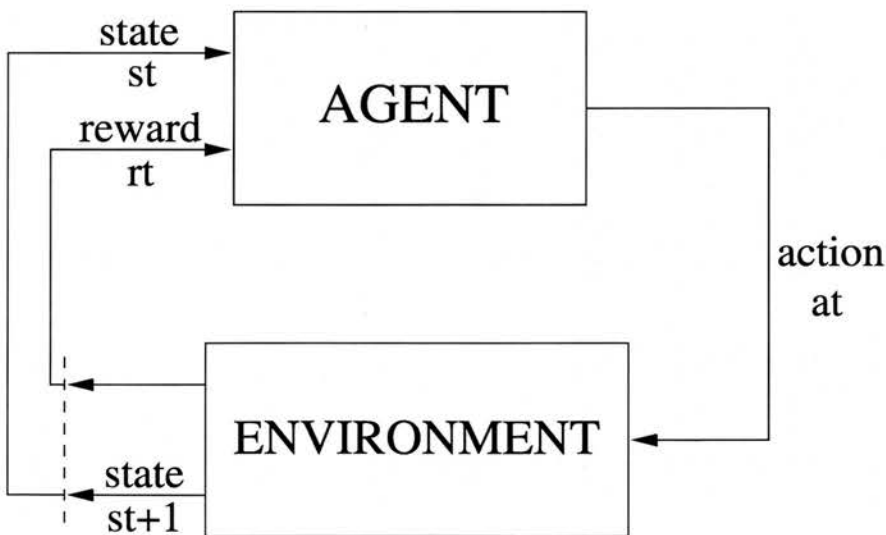 state
st
AGENT
reward
rt
action
at
ENVIRONMENT
state
st+1